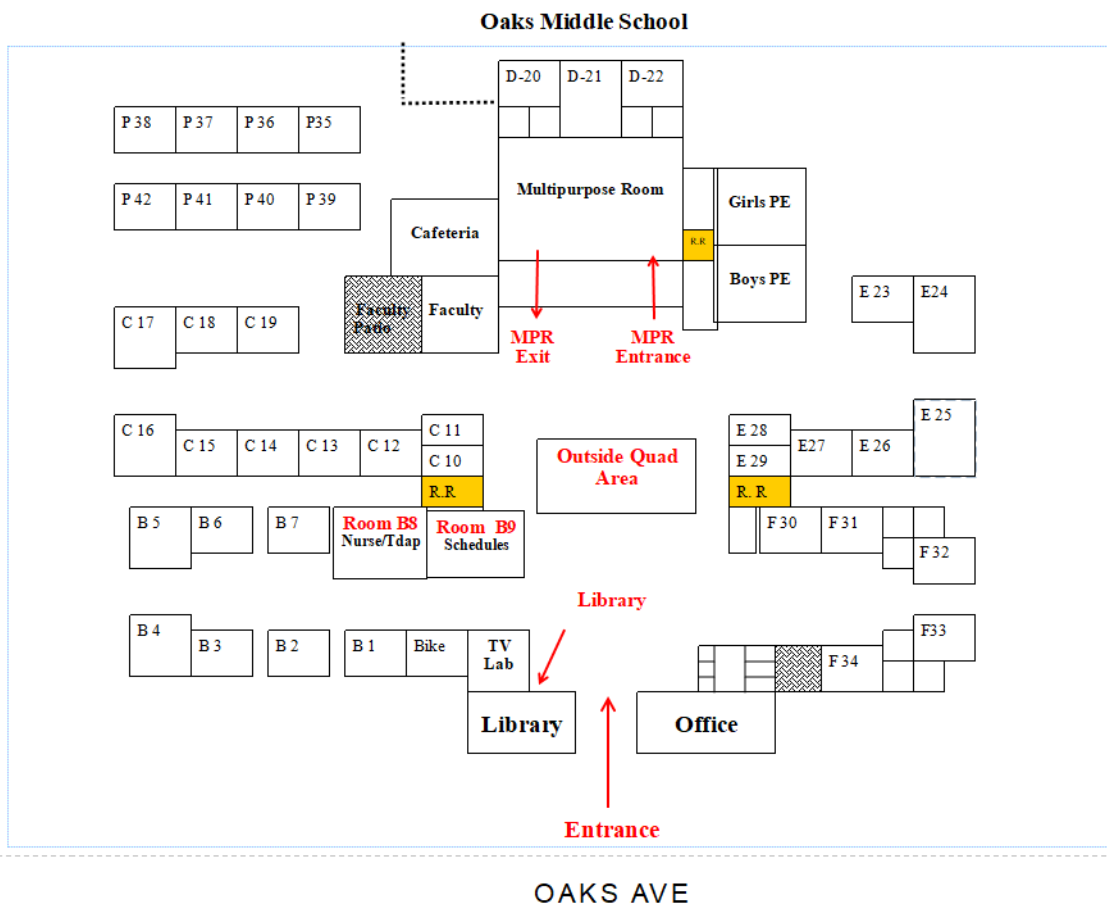 Oaks Middle School
D-20
D-21
D-22
P 38
P 37
P 36
P35
P 42
P 41
P 40
P 39
Multipurpose Room
Girls PE
Cafeteria
R.R
Boys PE
Faculty
Patio
Faculty
E 23
E24
C 17
C 18
C 19
MPR
Exit
MPR
Entrance
C 16
C 15
C 14
C 13
C 12
C 11
C 10
R.R
Outside Quad
Area
E 28
E 29
R. R
E27
E 26
E 25
B 5
B 6
B 7
Room B8
Nurse/Tdap
Room B9
Schedules
F 30
F 31
F 32
Library
B 4
B 3
B 2
B 1
Bike
TV
Lab
F 34
F33
Library
Office
Entrance
OAKS AVE